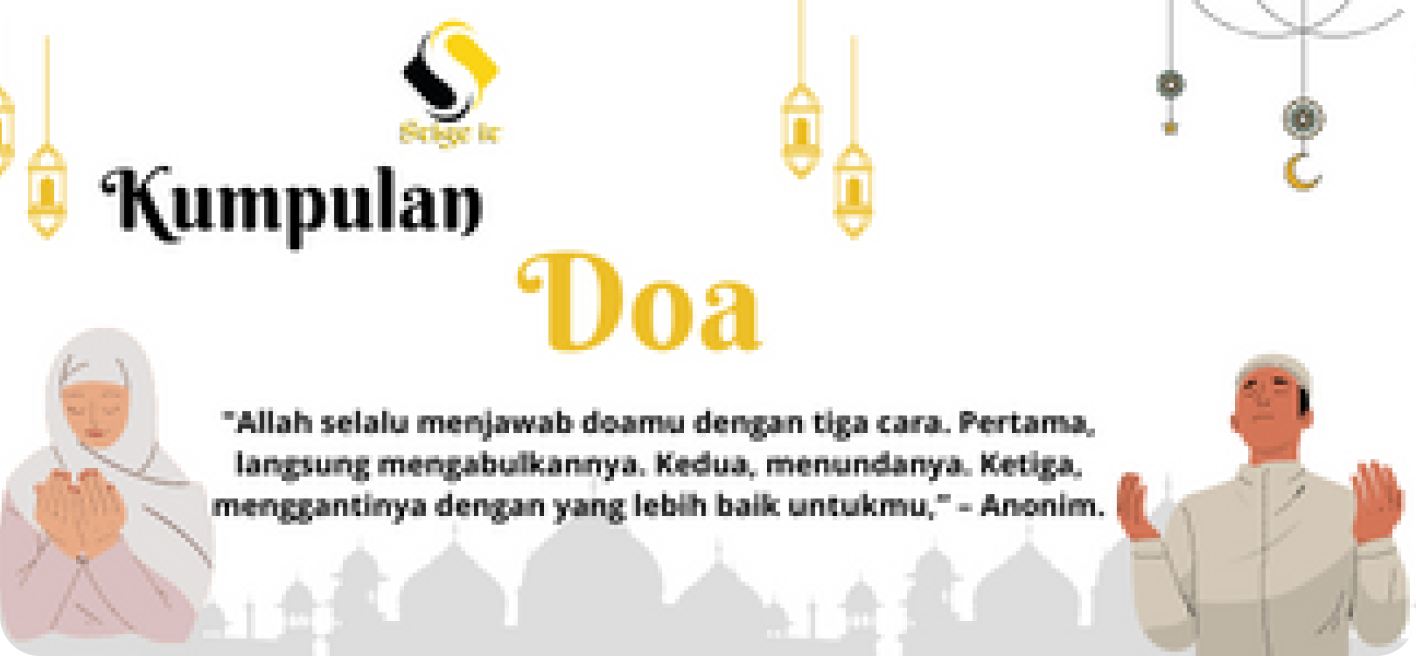 Kumpulan
Doa
"Allah selalu menjawab doamu dengan tiga cara. Pertama,
langsung mengabulkannya. Kedua, menundanya. Ketiga,
menggantinya dengan yang lebih baik untukmu," – Anonim.